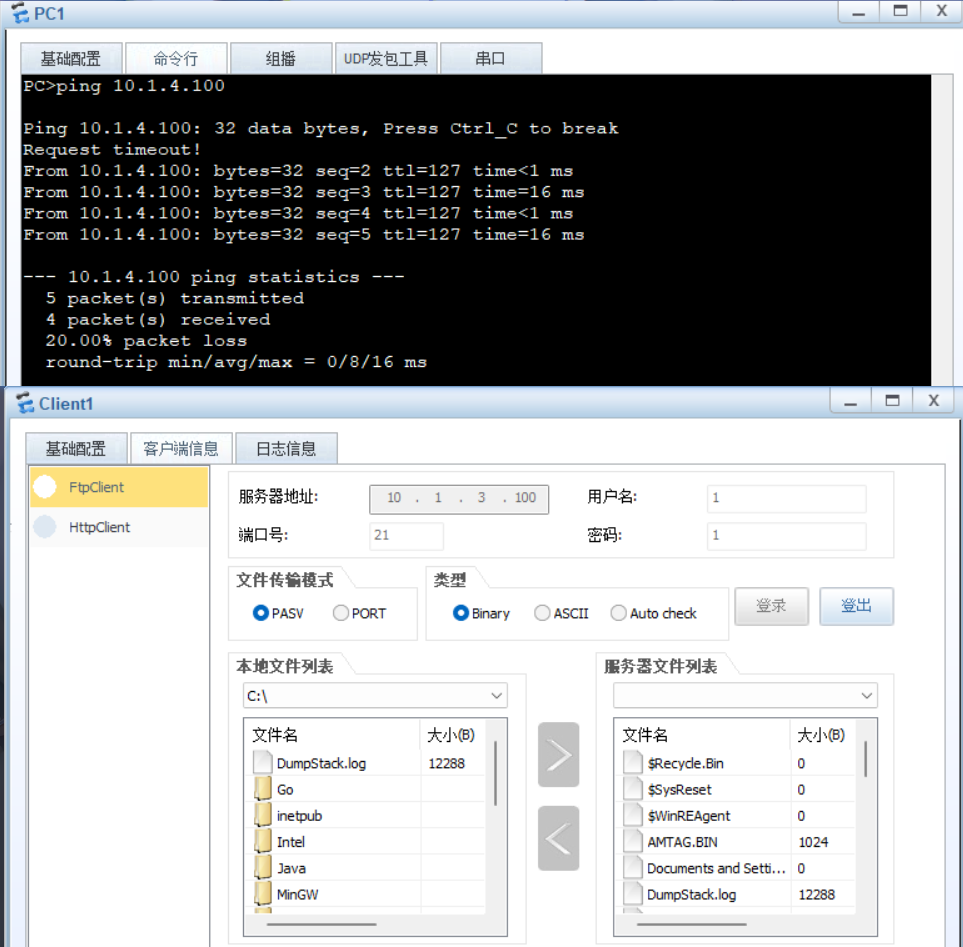 PC1
基础配置 命令行 组播 UDP发包工具 串口
PC>ping 10.1.4.100
Ping 10.1.4.100: 32 data bytes, Press Ctrl_C to break
Request timeout!
From 10.1.4.100: bytes=32 seq=2 ttl=127 time<1 ms
From 10.1.4.100: bytes=32 seq=3 ttl=127 time=16 ms
From 10.1.4.100: bytes=32 seq=4 ttl=127 time<1 ms
From 10.1.4.100: bytes=32 seq=5 ttl=127 time=16 ms
--- 10.1.4.100 ping statistics ---
5 packet(s) transmitted
4 packet(s) received
20.00% packet loss
round-trip min/avg/max = 0/8/16 ms
Client1
基础配置 客户端信息 日志信息
FtpClient
HttpClient
服务器地址: 10 . 1 . 3 . 100 用户名: 1
端口号: 21 密码: 1
文件传输模式 类型
PASV PORT Binary ASCII Auto check 登录 登出
本地文件列表 服务器文件列表
C:\
文件名 大小(B) 文件名 大小(B)
DumpStack.log 12288 $Recycle.Bin 0
Go $SysReset 0
inetpub $WinREAgent 0
Intel AMTAG.BIN 1024
Java Documents and Setti... 0
MinGW DumpStack.log 12288